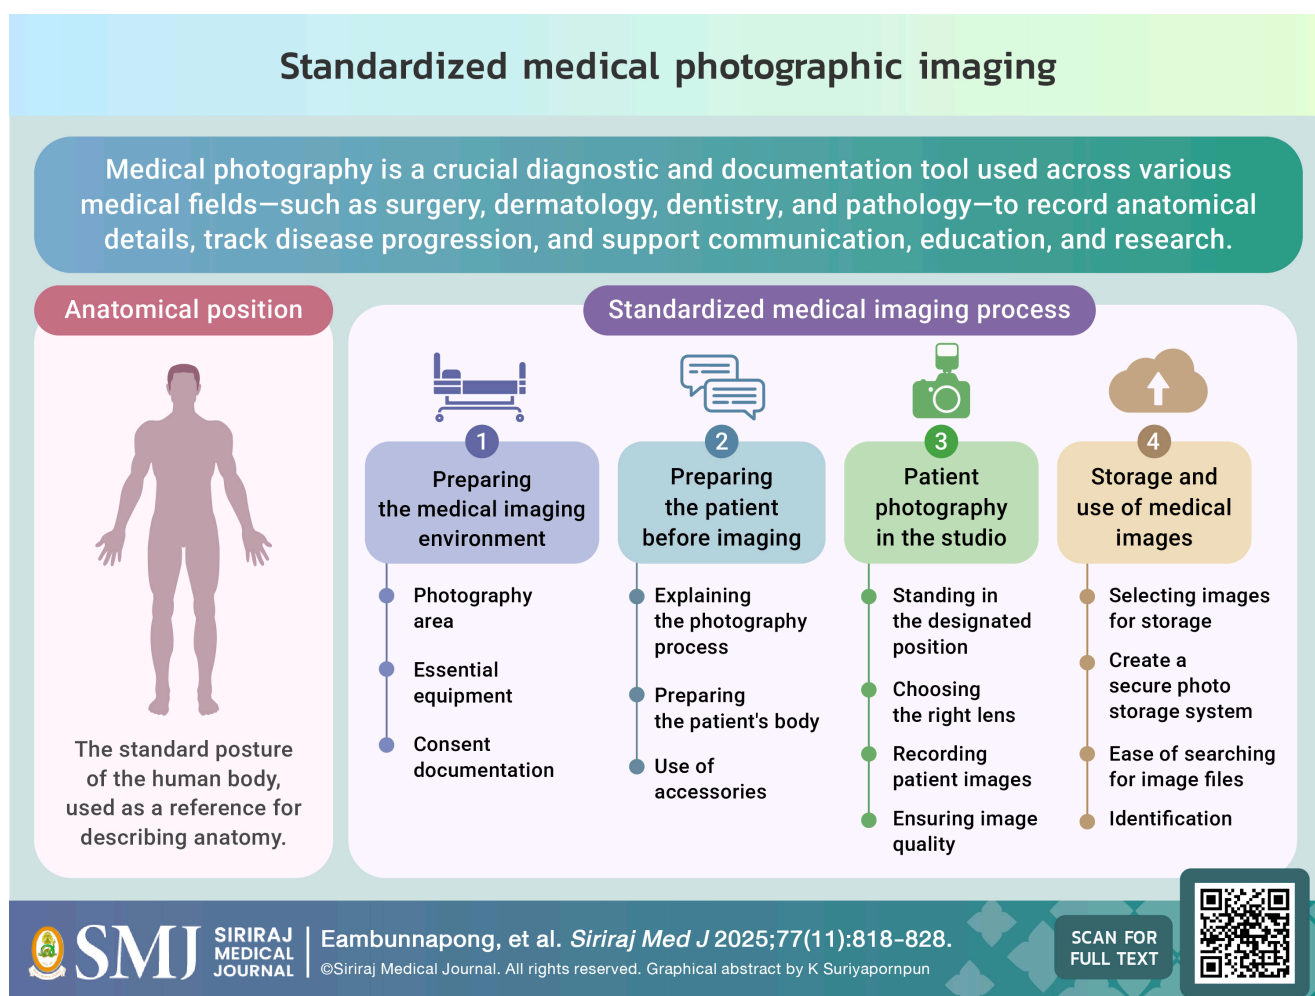 Standardized medical photographic imaging
Medical photography is a crucial diagnostic and documentation tool used across various
medical fields—such as surgery, dermatology, dentistry, and pathology—to record anatomical
details, track disease progression, and support communication, education, and research.
Anatomical position
The standard posture
of the human body,
used as a reference for
describing anatomy.
Standardized medical imaging process
1
Preparing
the medical imaging
environment
Photography
area
Essential
equipment
Consent
documentation
2
Preparing
the patient
before imaging
Explaining
the photography
process
Preparing
the patient's body
Use of
accessories
3
Patient
photography
in the studio
Standing in
the designated
position
Choosing
the right lens
Recording
patient images
Ensuring image
quality
4
Storage and
use of medical
images
Selecting images
for storage
Create a
secure photo
storage system
Ease of searching
for image files
Identification
SMJ
SIRIRAJ
MEDICAL
JOURNAL
Eambunnapong, et al. Siriraj Med J 2025;77(11):818-828.
©Siriraj Medical Journal. All rights reserved. Graphical abstract by K Suriyapornpun
SCAN FOR
FULL TEXT